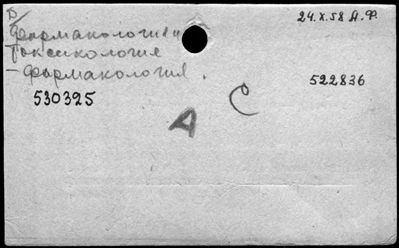 р/
Фармакология и
Токсикология
– фармакология.
24.X.58 А.Ф.
522836
530325
А
С